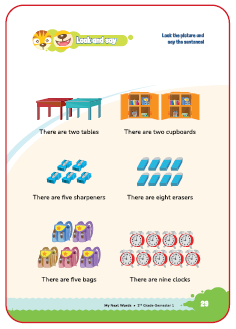 Look and say
Look the picture and
say the sentence!
There are two tables
There are two cupboards
There are five sharpeners
There are eight erasers
There are five bags
There are nine clocks
My Next Words • 2nd Grade-Semester 1
29